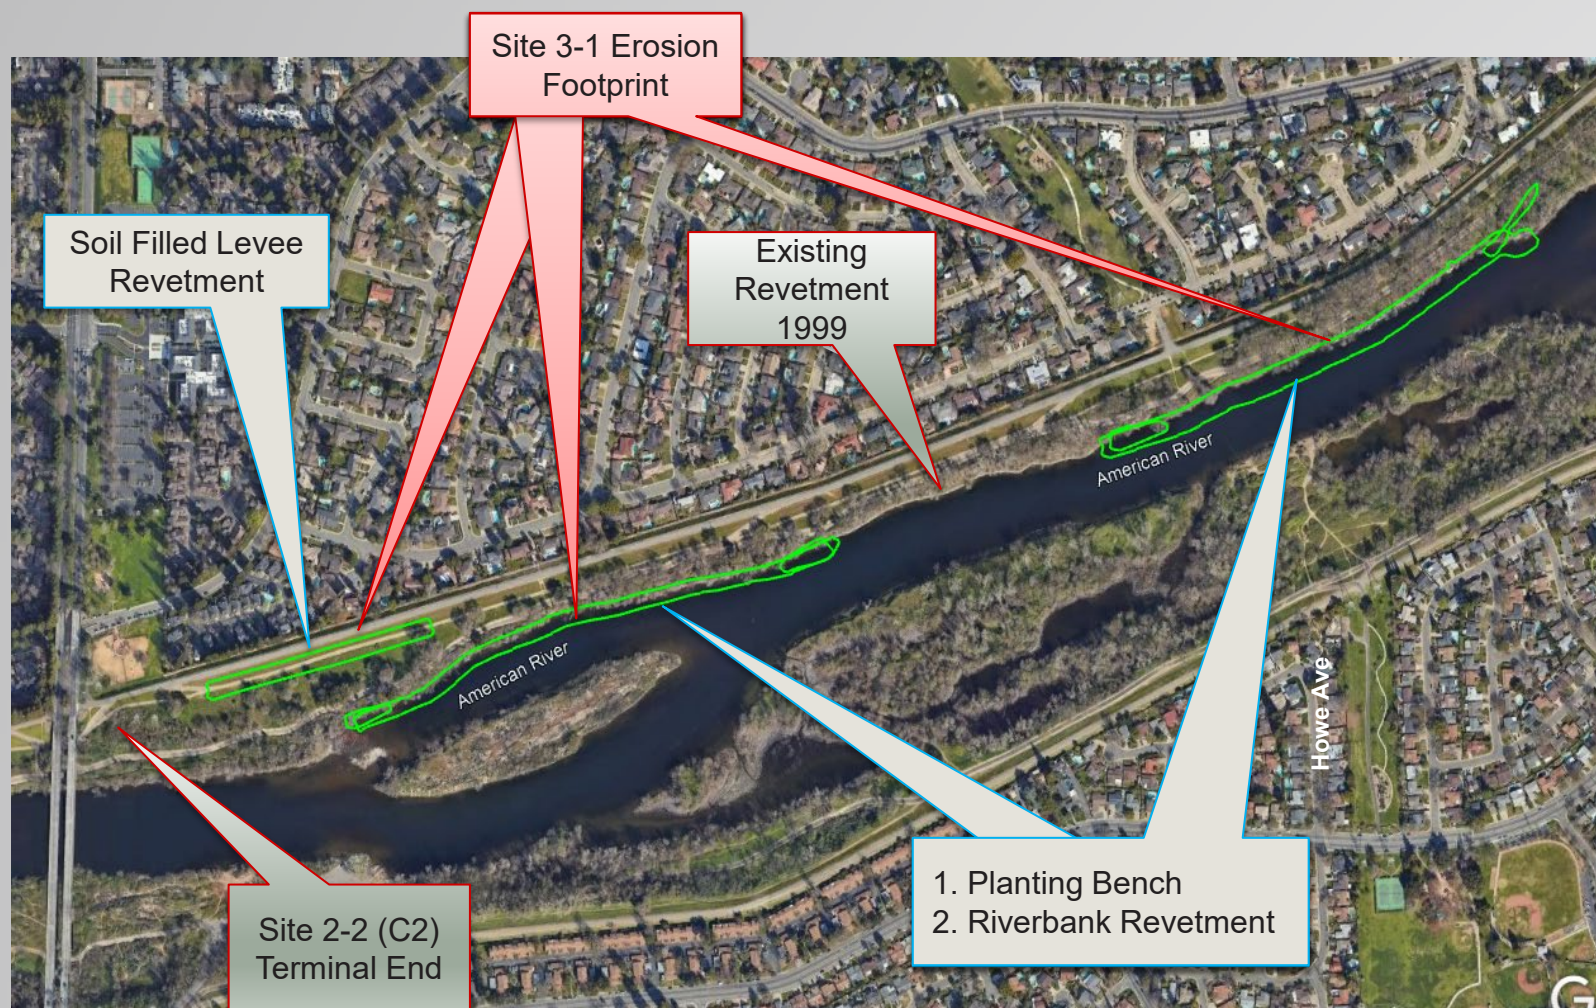 Site 3-1 Erosion
Footprint
Soil Filled Levee
Revetment
Existing
Revetment
1999
American River
American River
Howe Ave
1. Planting Bench
2. Riverbank Revetment
Site 2-2 (C2)
Terminal End